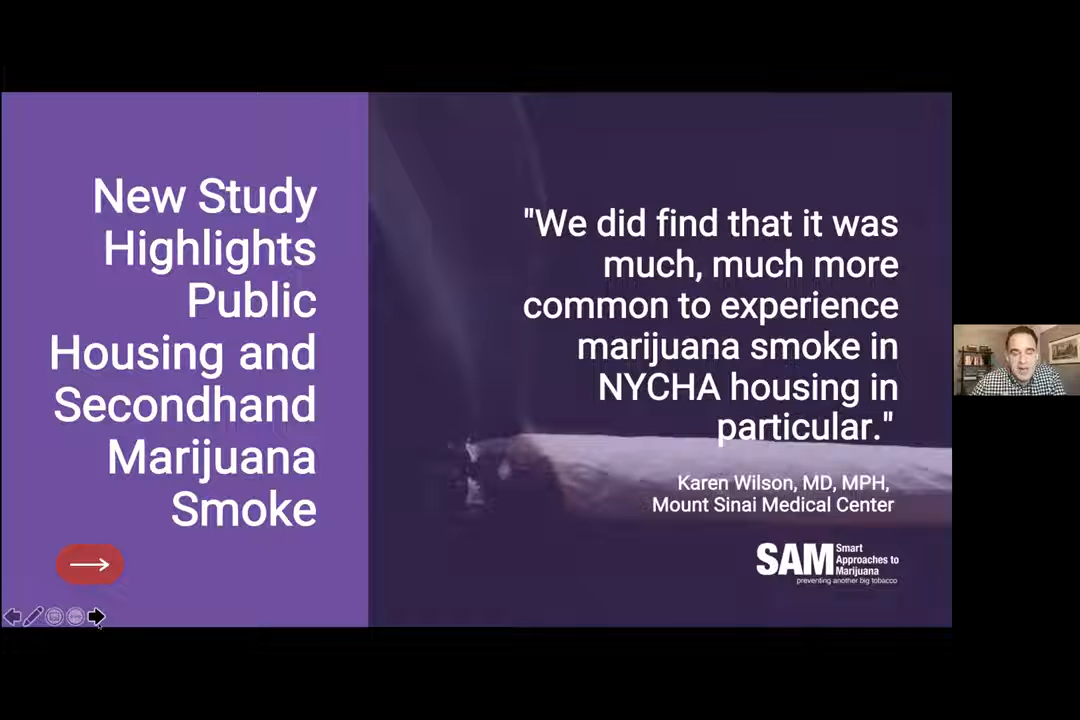 New Study
Highlights
Public
Housing and
Secondhand
Marijuana
Smoke
"We did find that it was
much, much more
common to experience
marijuana smoke in
NYCHA housing in
particular."
Karen Wilson, MD, MPH,
Mount Sinai Medical Center
SAM
Smart
Approaches to
Marijuana
preventing another big tobacco